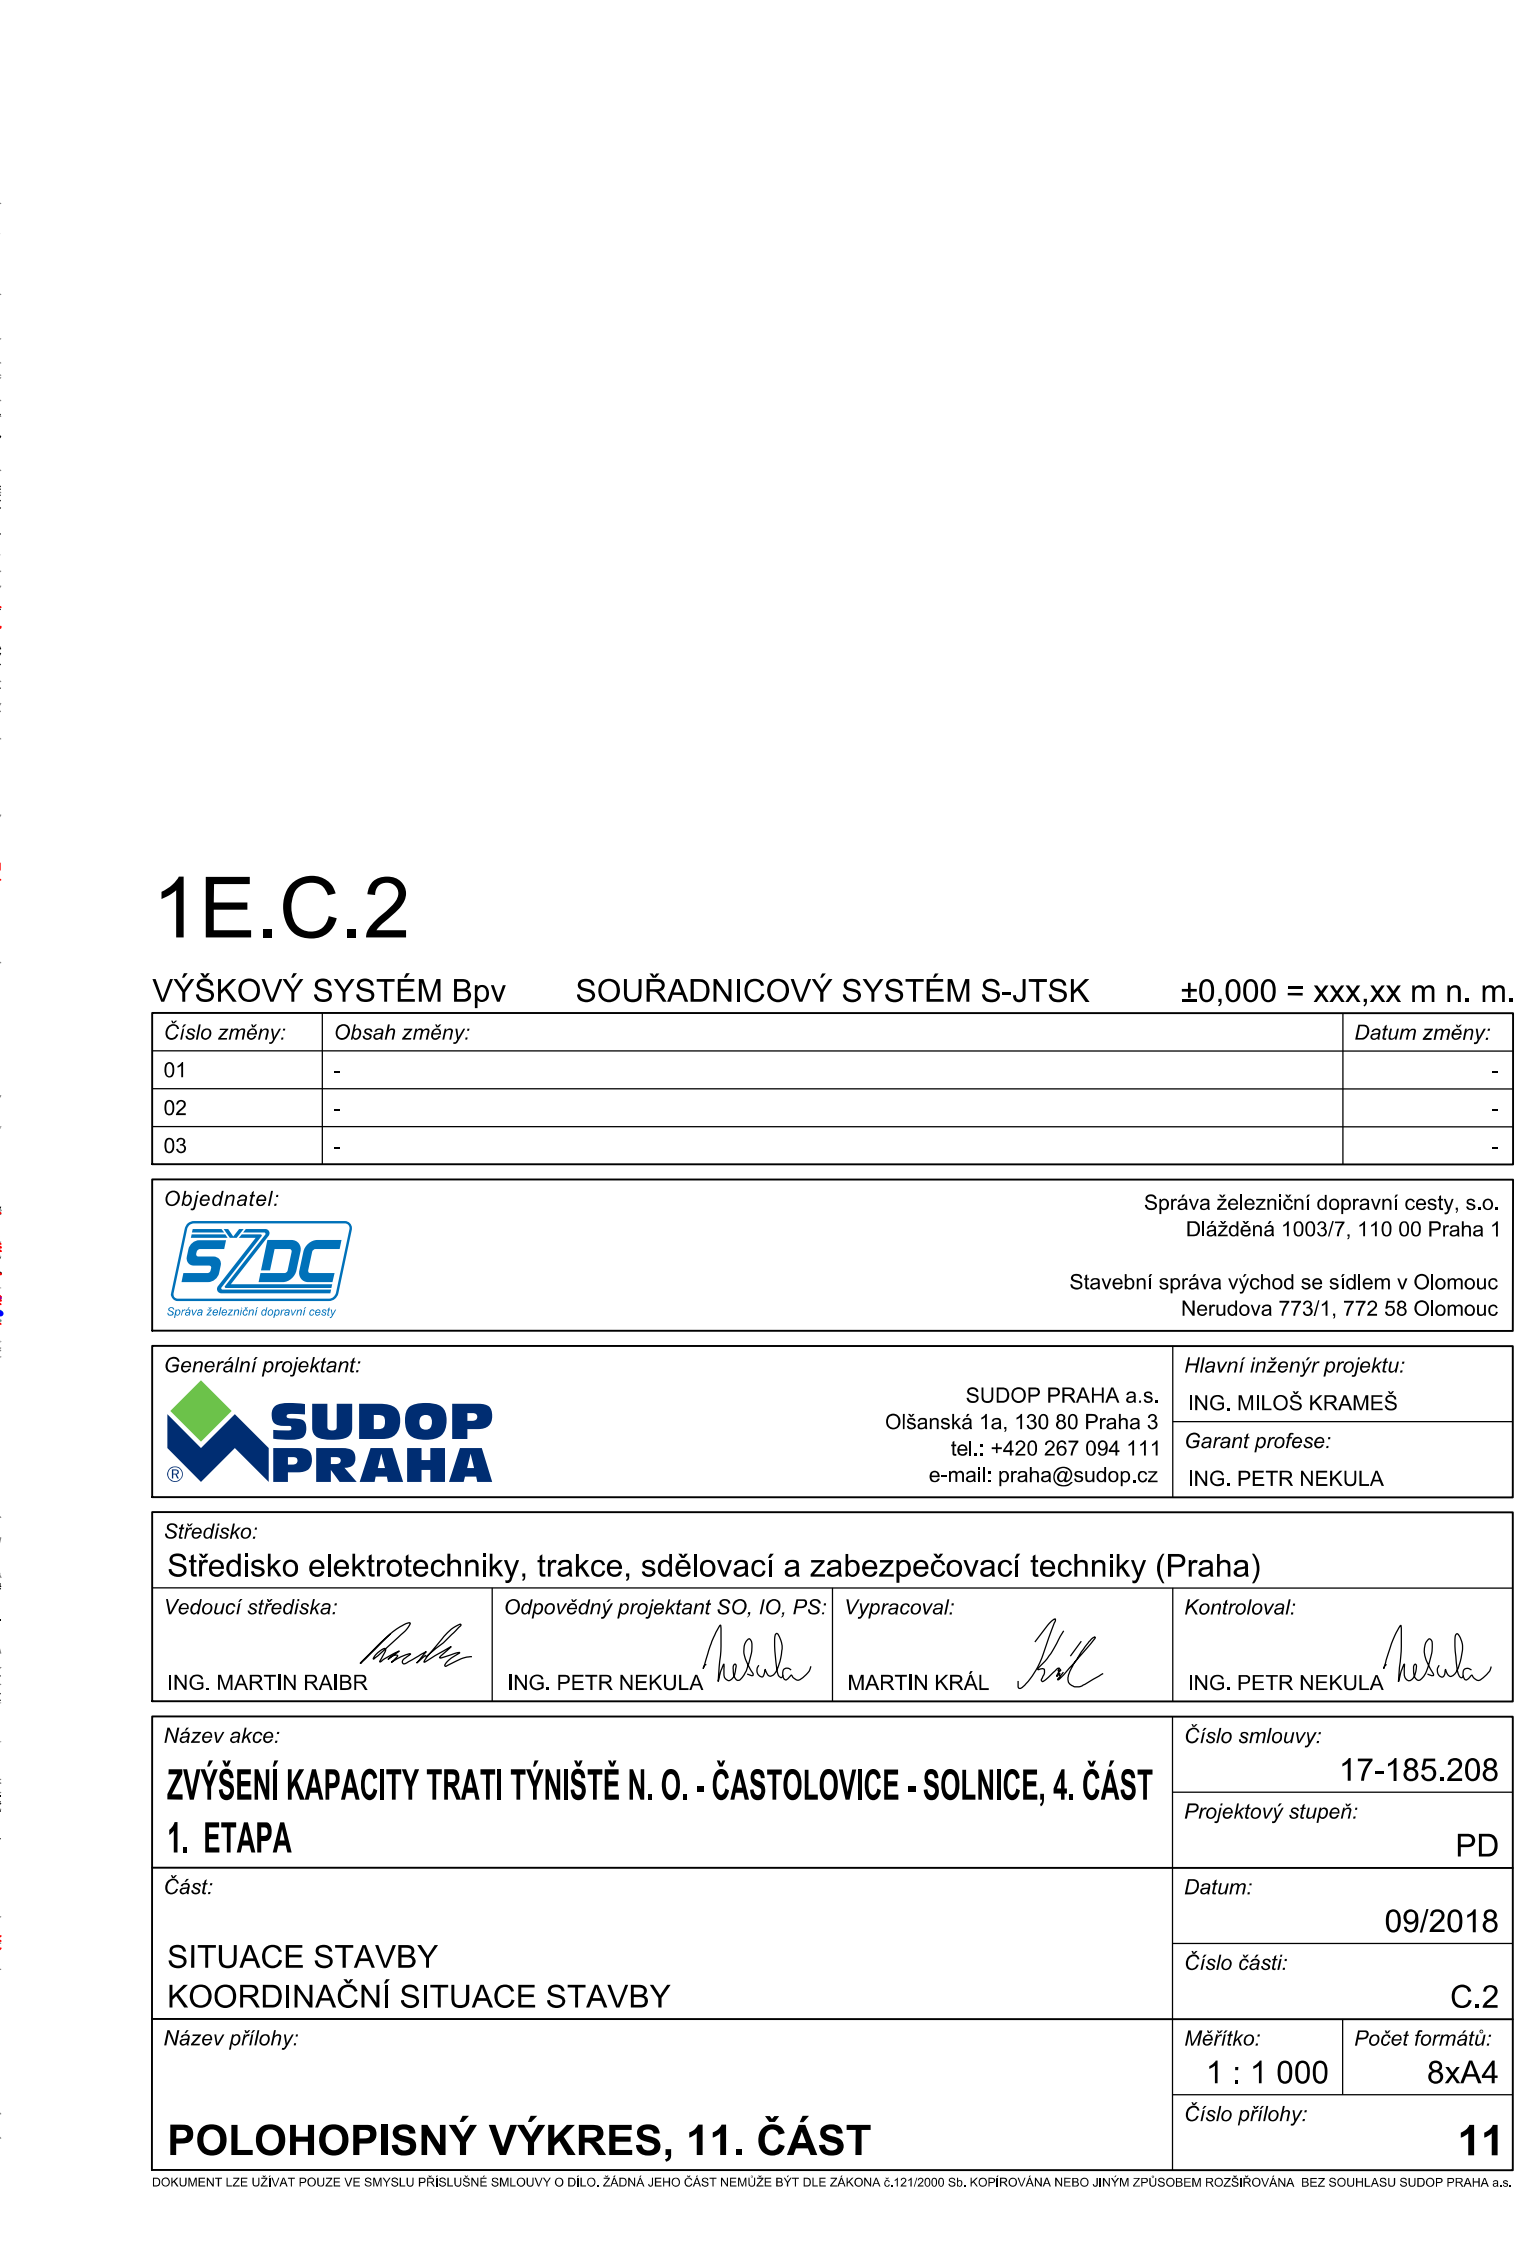 1E.C.2
VÝŠKOVÝ SYSTÉM Bpv SOUŘADNICOVÝ SYSTÉM S-JTSK ±0,000 = xxx,xx m n. m.
Číslo změny: Obsah změny: Datum změny:
01 - -
02 - -
03 - -
Objednatel:
ŠŽDC
Správa železniční dopravní cesty
Správa železniční dopravní cesty, s.o.
Dlážděná 1003/7, 110 00 Praha 1
Stavební správa východ se sídlem v Olomouc
Nerudova 773/1, 772 58 Olomouc
Generální projektant:
SUDOP
PRAHA
®
SUDOP PRAHA a.s.
Olšanská 1a, 130 80 Praha 3
tel.: +420 267 094 111
e-mail: praha@sudop.cz
Hlavní inženýr projektu:
ING. MILOŠ KRAMEŠ
Garant profese:
ING. PETR NEKULA
Středisko:
Středisko elektrotechniky, trakce, sdělovací a zabezpečovací techniky (Praha)
Vedoucí střediska:
ING. MARTIN RAIBR
Odpovědný projektant SO, IO, PS:
ING. PETR NEKULA Nekula
Vypracoval:
MARTIN KRÁL Král
Kontroloval:
ING. PETR NEKULA Nekula
Název akce:
ZVÝŠENÍ KAPACITY TRATI TÝNIŠTĚ N. O. - ČASTOLOVICE - SOLNICE, 4. ČÁST
1. ETAPA
Číslo smlouvy:
17-185.208
Projektový stupeň:
PD
Část:
SITUACE STAVBY
KOORDINAČNÍ SITUACE STAVBY
Datum:
09/2018
Číslo části:
C.2
Název přílohy:
POLOHOPISNÝ VÝKRES, 11. ČÁST
Měřítko:
1 : 1 000
Počet formátů:
8xA4
Číslo přílohy:
11
DOKUMENT LZE UŽÍVAT POUZE VE SMYSLU PŘÍSLUŠNÉ SMLOUVY O DÍLO. ŽÁDNÁ JEHO ČÁST NEMŮŽE BÝT DLE ZÁKONA č.121/2000 Sb. KOPÍROVÁNA NEBO JINÝM ZPŮSOBEM ROZŠIŘOVÁNA BEZ SOUHLASU SUDOP PRAHA a.s.